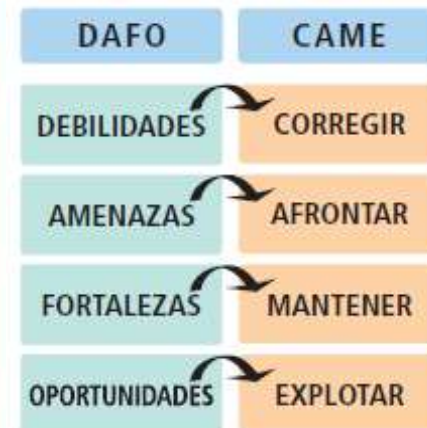 DAFO CAME
DEBILIDADES CORREGIR
AMENAZAS AFRONTAR
FORTALEZAS MANTENER
OPORTUNIDADES EXPLOTAR